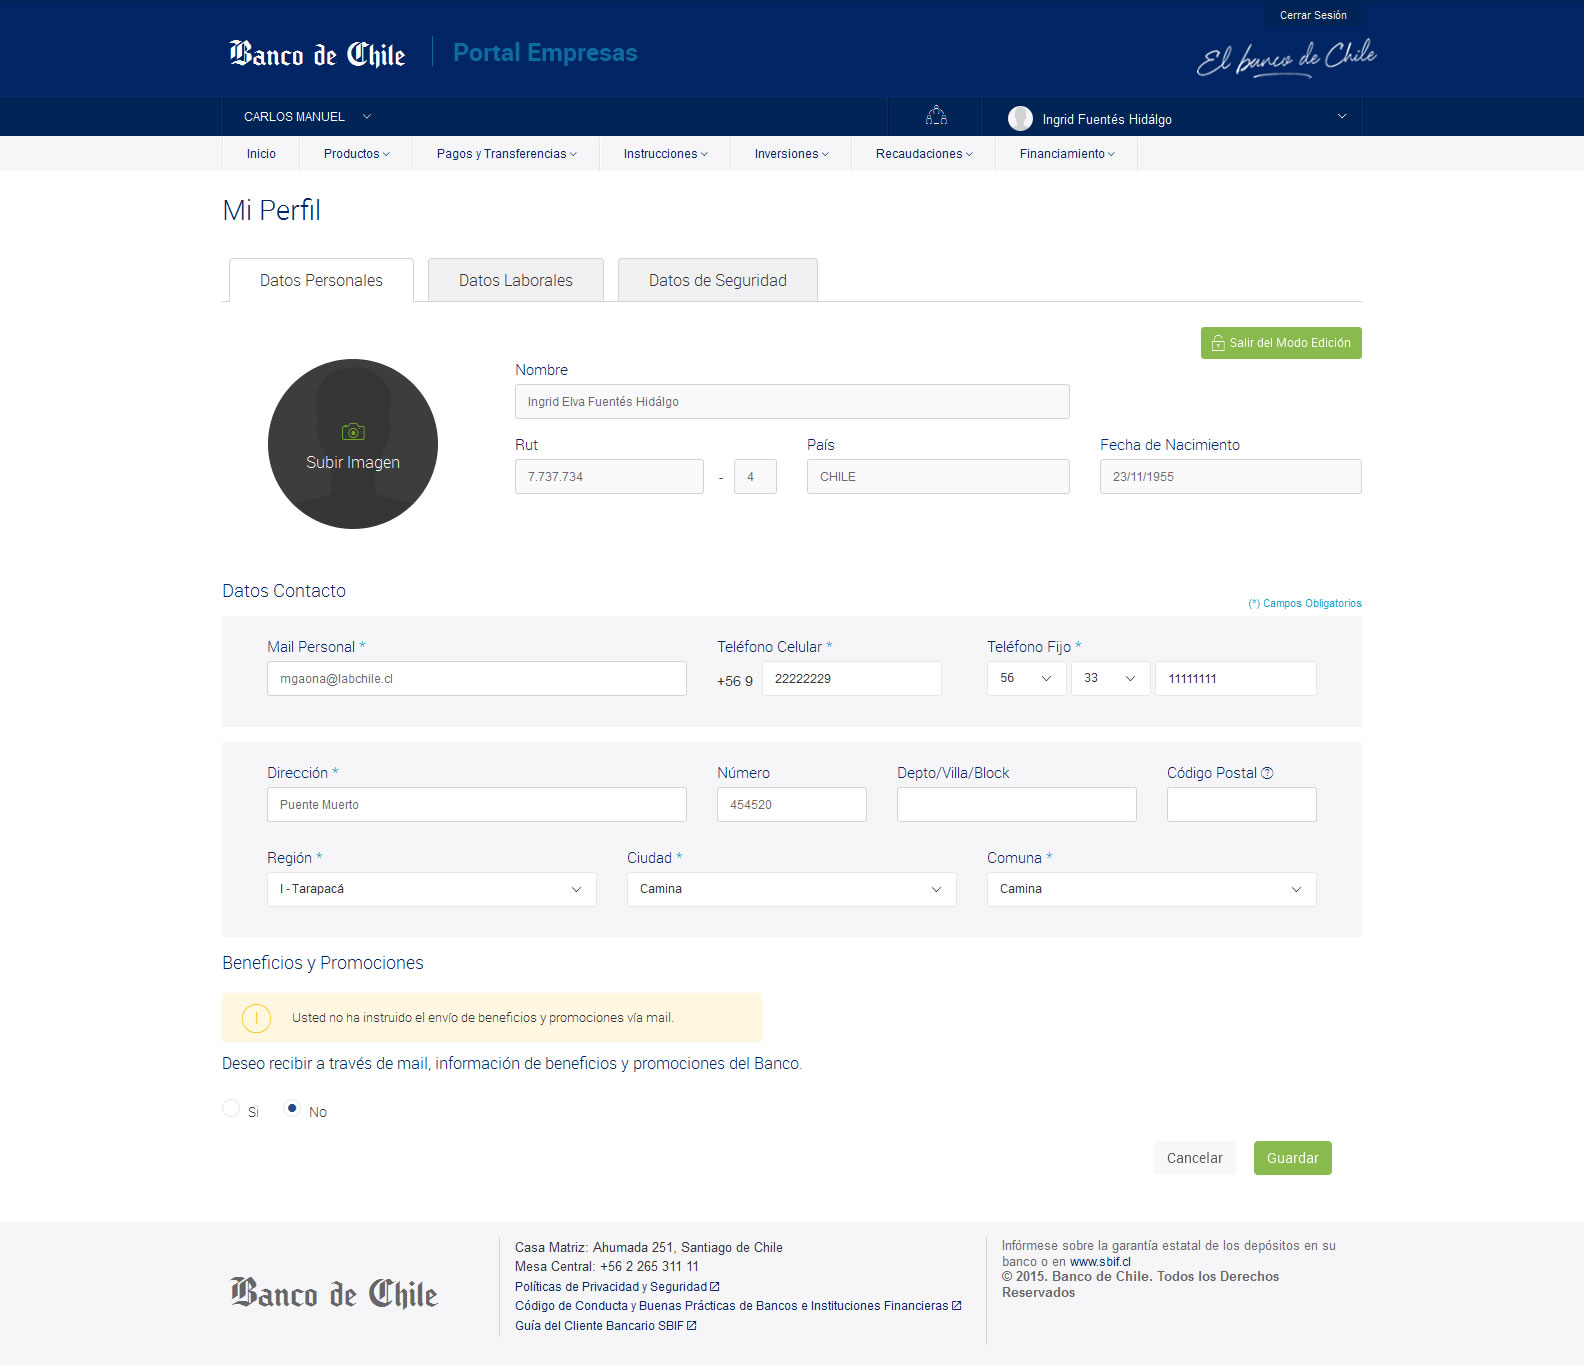 Cerrar Sesión
Banco de Chile
Portal Empresas
El banco de Chile
CARLOS MANUEL
Ingrid Fuentés Hidálgo
Inicio
Productos
Pagos y Transferencias
Instrucciones
Inversiones
Recaudaciones
Financiamiento
Mi Perfil
Datos Personales
Datos Laborales
Datos de Seguridad
Salir del Modo Edición
Subir Imagen
Nombre
Ingrid Elva Fuentés Hidálgo
Rut
País
Fecha de Nacimiento
7.737.734 - 4
CHILE
23/11/1955
Datos Contacto
(*) Campos Obligatorios
Mail Personal *
Teléfono Celular *
Teléfono Fijo *
mgaona@labchile.cl
+56 9 22222229
56
33
11111111
Dirección *
Número
Depto/Villa/Block
Código Postal ?
Puente Muerto
454520
Región *
Ciudad *
Comuna *
I - Tarapacá
Camina
Camina
Beneficios y Promociones
! Usted no ha instruido el envío de beneficios y promociones vía mail.
Deseo recibir a través de mail, información de beneficios y promociones del Banco.
Si
No
Cancelar
Guardar
Banco de Chile
Casa Matriz: Ahumada 251, Santiago de Chile
Mesa Central: +56 2 265 311 11
Políticas de Privacidad y Seguridad
Código de Conducta y Buenas Prácticas de Bancos e Instituciones Financieras
Guía del Cliente Bancario SBIF
Infórmese sobre la garantía estatal de los depósitos en su
banco o en www.sbif.cl
© 2015. Banco de Chile. Todos los Derechos
Reservados